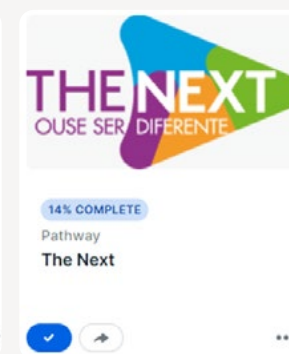 THE NEXT
OUSE SER DIFERENTE
14% COMPLETE
Pathway
The Next